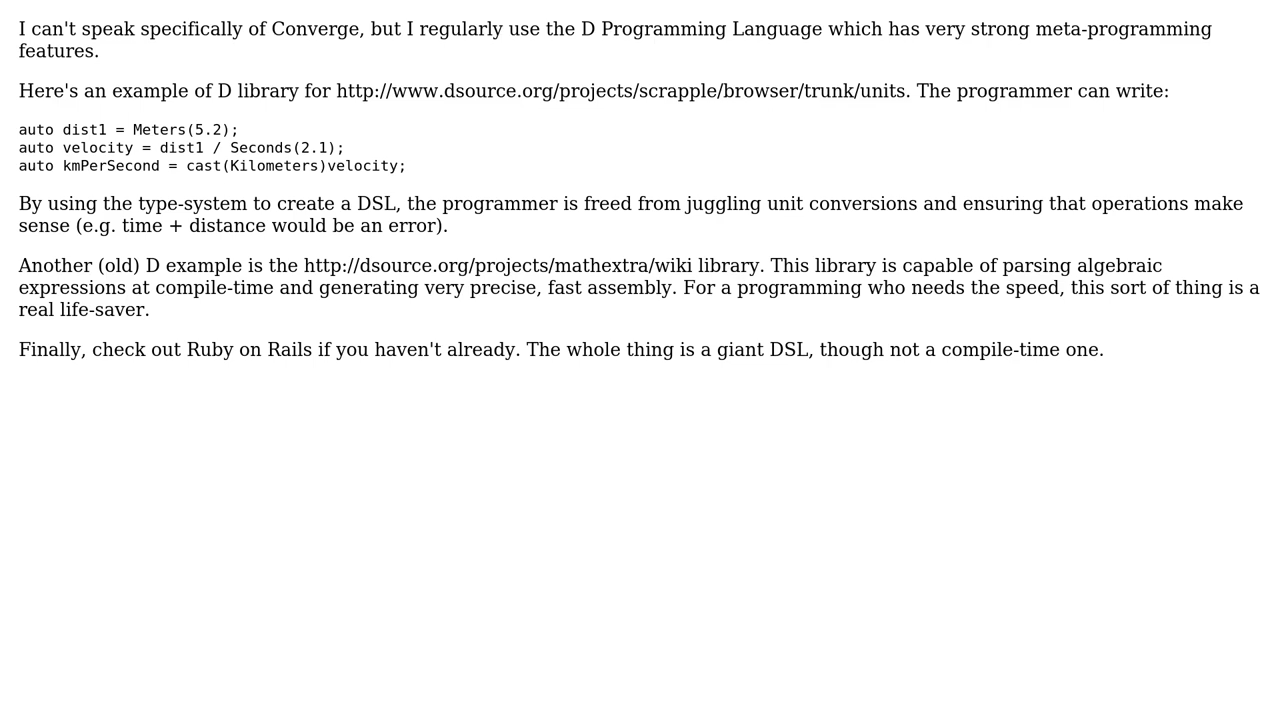 I can't speak specifically of Converge, but I regularly use the D Programming Language which has very strong meta-programming
features.
Here's an example of D library for http://www.dsource.org/projects/scrapple/browser/trunk/units. The programmer can write:
auto dist1 = Meters(5.2);
auto velocity = dist1 / Seconds(2.1);
auto kmPerSecond = cast(Kilometers)velocity;
By using the type-system to create a DSL, the programmer is freed from juggling unit conversions and ensuring that operations make
sense (e.g. time + distance would be an error).
Another (old) D example is the http://dsource.org/projects/mathextra/wiki library. This library is capable of parsing algebraic
expressions at compile-time and generating very precise, fast assembly. For a programming who needs the speed, this sort of thing is a
real life-saver.
Finally, check out Ruby on Rails if you haven't already. The whole thing is a giant DSL, though not a compile-time one.